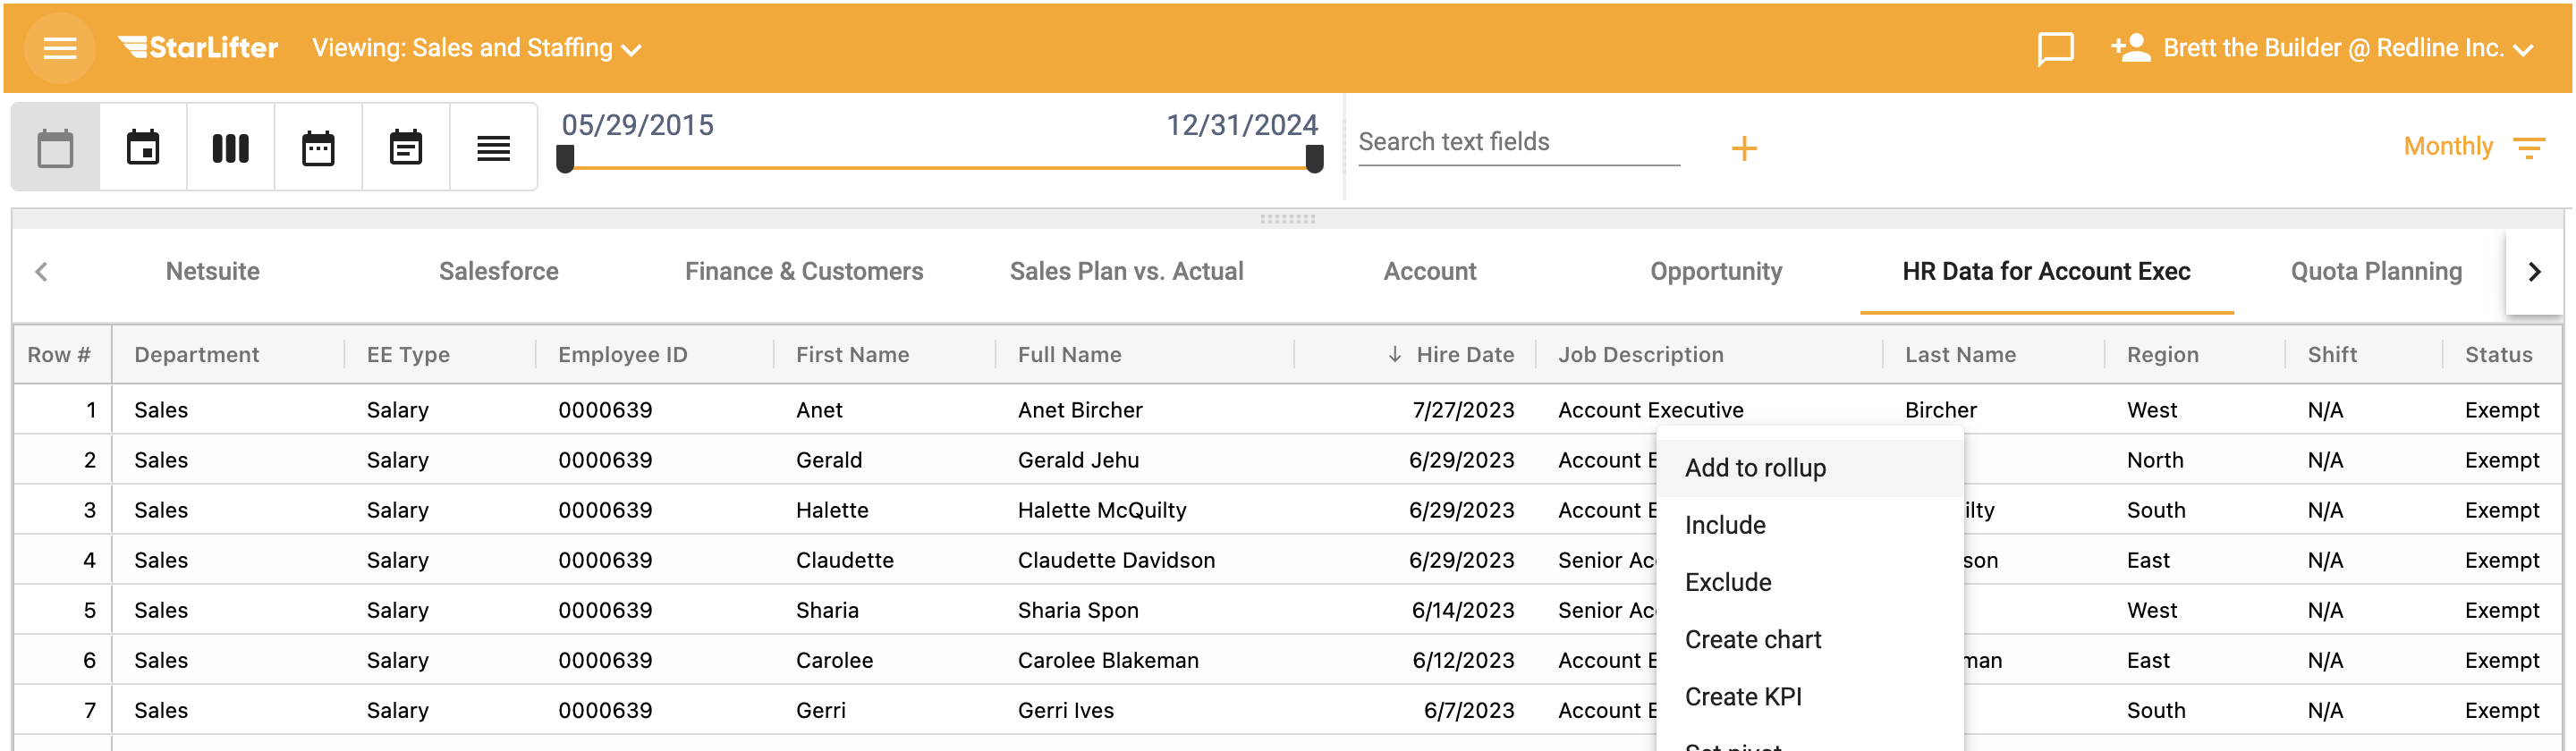 StarLifter Viewing: Sales and Staffing Brett the Builder @ Redline Inc.
05/29/2015 12/31/2024 Search text fields + Monthly
Netsuite Salesforce Finance & Customers Sales Plan vs. Actual Account Opportunity HR Data for Account Exec Quota Planning
Row # Department EE Type Employee ID First Name Full Name ↓ Hire Date Job Description Last Name Region Shift Status
1 Sales Salary 0000639 Anet Anet Bircher 7/27/2023 Account Executive Bircher West N/A Exempt
2 Sales Salary 0000639 Gerald Gerald Jehu 6/29/2023 Account E North N/A Exempt
Add to rollup
3 Sales Salary 0000639 Halette Halette McQuilty 6/29/2023 Account E ilty South N/A Exempt
Include
4 Sales Salary 0000639 Claudette Claudette Davidson 6/29/2023 Senior Ac son East N/A Exempt
Exclude
5 Sales Salary 0000639 Sharia Sharia Spon 6/14/2023 Senior Ac West N/A Exempt
Create chart
6 Sales Salary 0000639 Carolee Carolee Blakeman 6/12/2023 Account E man East N/A Exempt
Create KPI
7 Sales Salary 0000639 Gerri Gerri Ives 6/7/2023 Account E South N/A Exempt
Set pivot